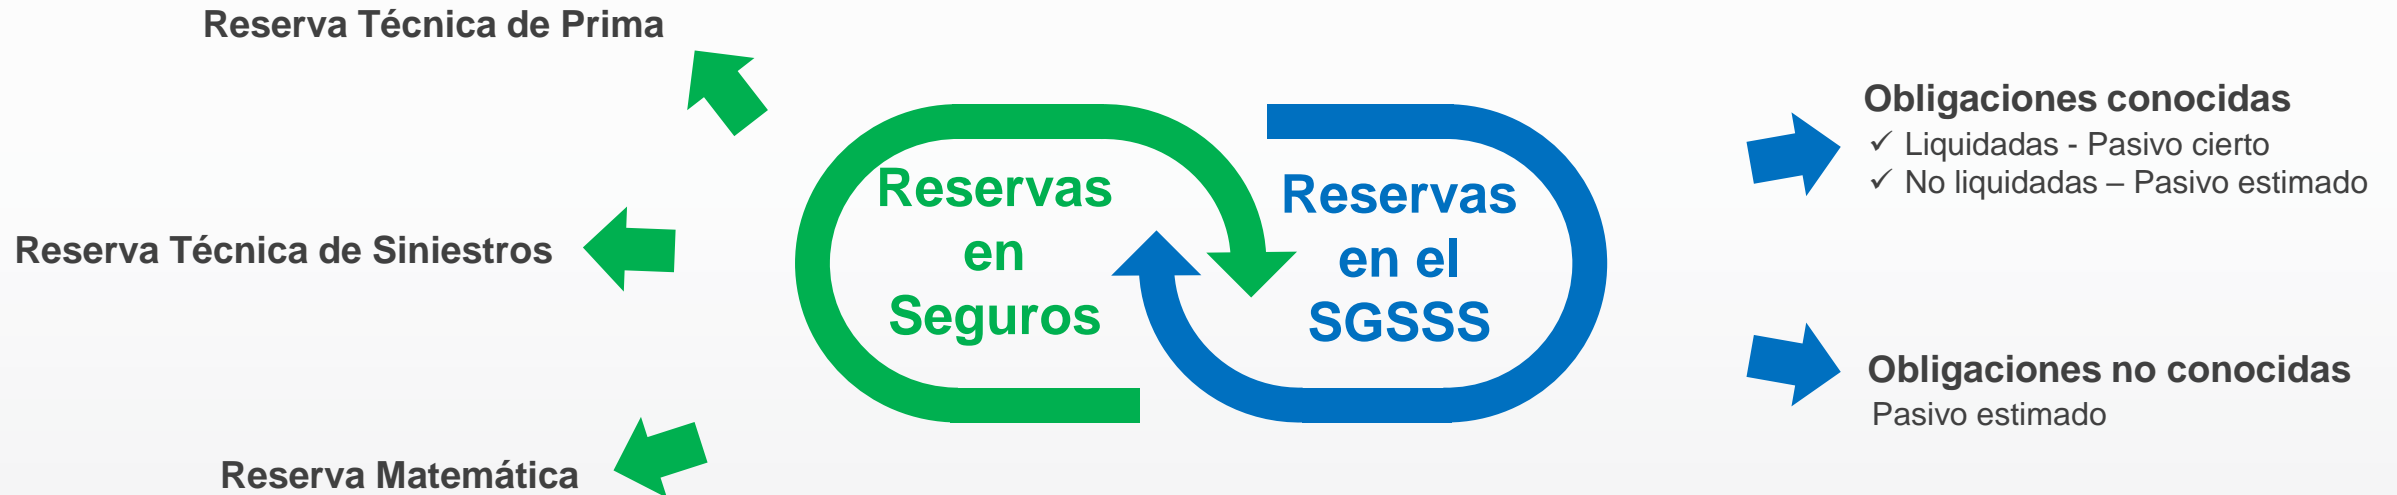 Reserva Técnica de Prima
Reserva Técnica de Siniestros
Reserva Matemática
Reservas
en
Seguros
Reservas
en el
SGSSS
Obligaciones conocidas
✓ Liquidadas - Pasivo cierto
✓ No liquidadas – Pasivo estimado
Obligaciones no conocidas
Pasivo estimado